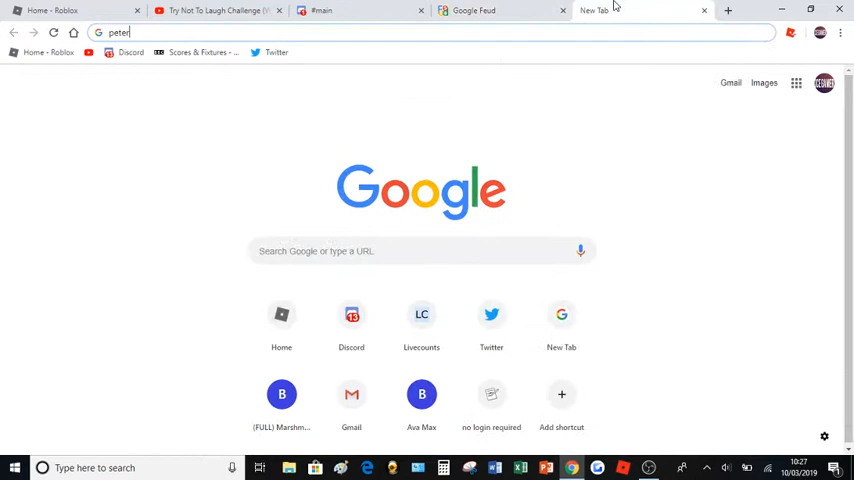 Home - Roblox
Try Not To Laugh Challenge
#main
Google Feud
New Tab
peter
Home - Roblox
Discord
Scores & Fixtures - ...
Twitter
Gmail
Images
Google
Search Google or type a URL
Home
Discord
LC
Livecounts
Twitter
New Tab
B
(FULL) Marshm...
Gmail
B
Ava Max
no login required
Add shortcut
Type here to search
10:27
10/03/2019